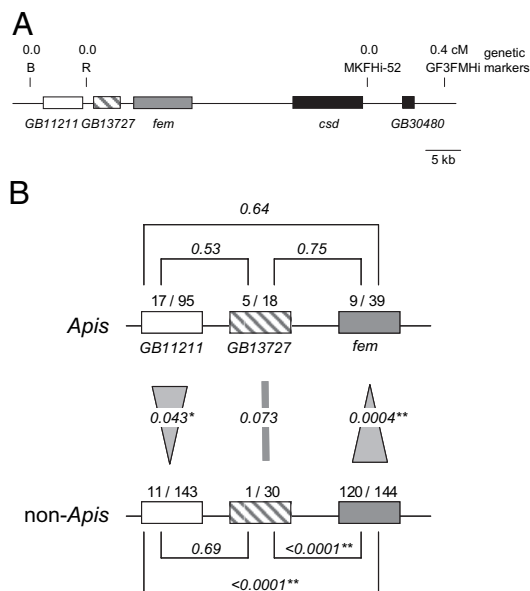 A
0.0 0.0 0.0 0.4 cM genetic
B R MKFHi-52 GF3FMHi markers
GB11211 GB13727 fem csd GB30480
5 kb
B
0.64
0.53 0.75
17 / 95 5 / 18 9 / 39
Apis
GB11211 GB13727 fem
0.043* 0.073 0.0004**
11 / 143 1 / 30 120 / 144
non-Apis
0.69 <0.0001**
<0.0001**